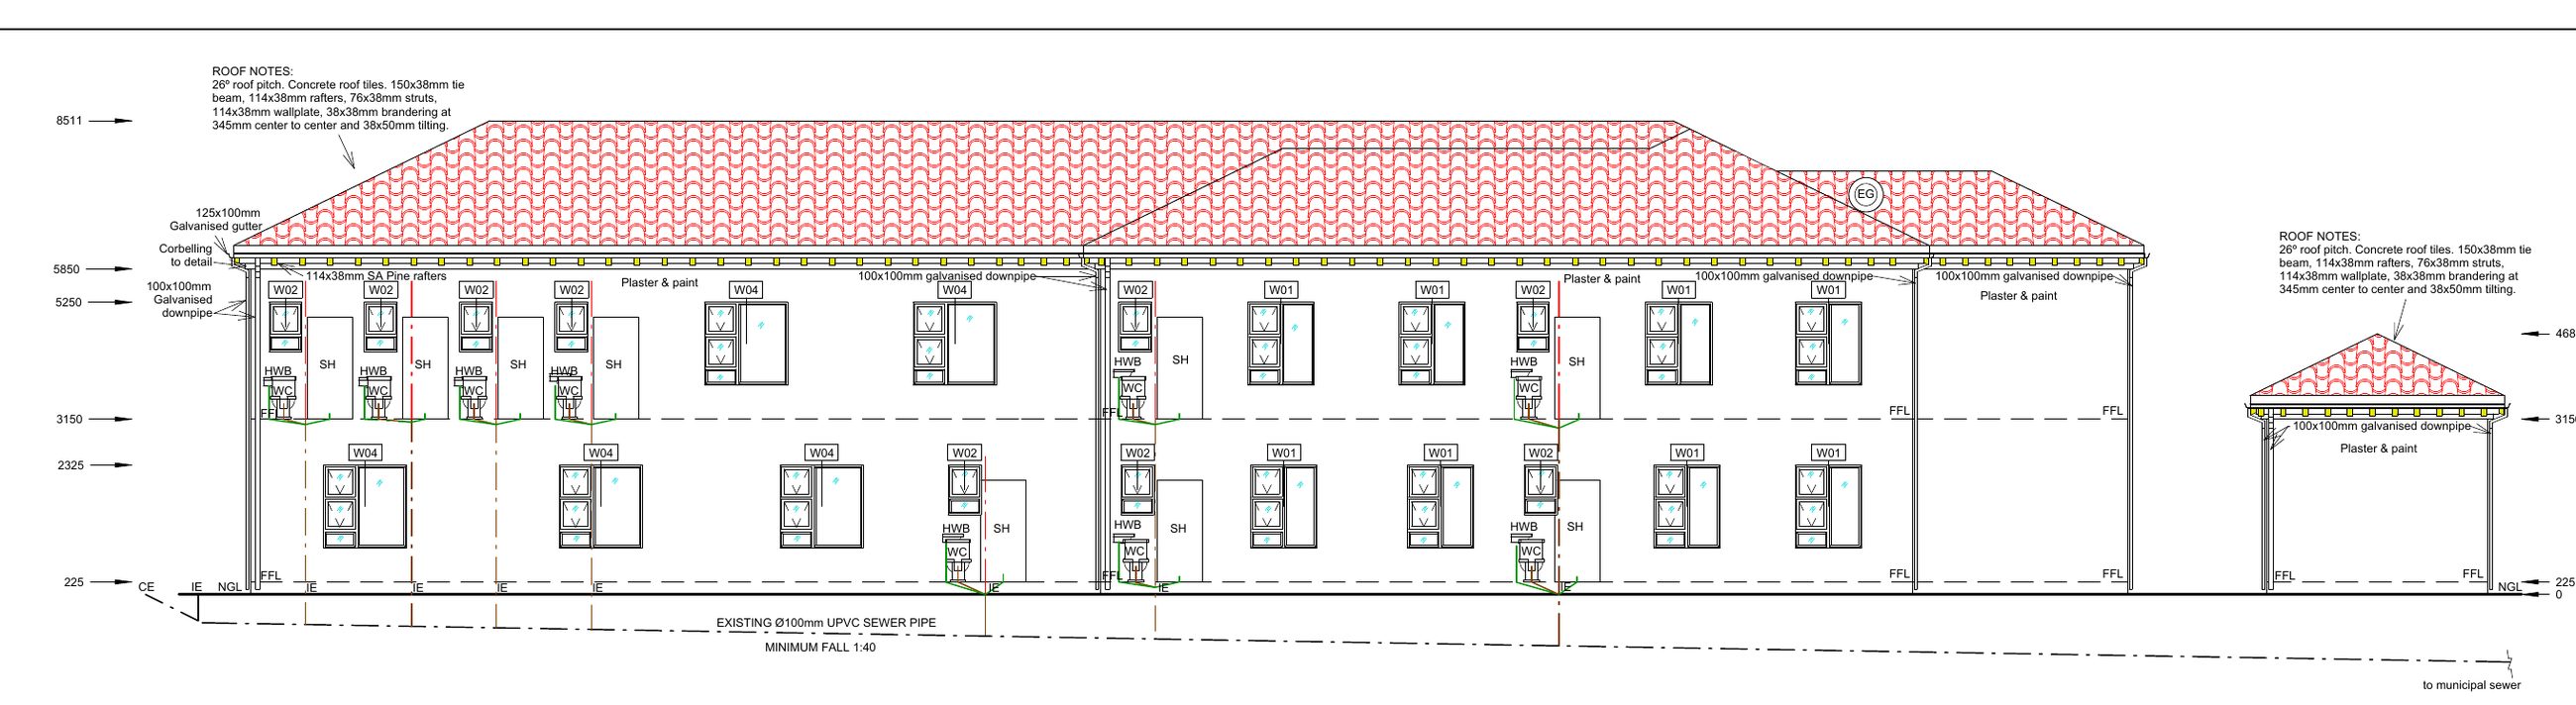 ROOF NOTES:
26º roof pitch. Concrete roof tiles. 150x38mm tie
beam, 114x38mm rafters, 76x38mm struts,
114x38mm wallplate, 38x38mm brandering at
345mm center to center and 38x50mm tilting.
8511
EG
125x100mm
Galvanised gutter
Corbelling
to detail
ROOF NOTES:
26º roof pitch. Concrete roof tiles. 150x38mm tie
beam, 114x38mm rafters, 76x38mm struts,
114x38mm wallplate, 38x38mm brandering at
345mm center to center and 38x50mm tilting.
5850
114x38mm SA Pine rafters
Plaster & paint
100x100mm galvanised downpipe
Plaster & paint
100x100mm galvanised downpipe
100x100mm galvanised downpipe
Plaster & paint
100x100mm
Galvanised
downpipe
5250
W02 W02 W02 W02 W04 W04 W02 W01 W01 W02 W01 W01
468
SH SH SH SH SH SH
HWB HWB HWB HWB HWB HWB
WC WC WC WC WC WC
3150
FFL FFL FFL FFL
315
100x100mm galvanised downpipe
Plaster & paint
2325
W04 W04 W04 W02 W02 W01 W01 W02 W01 W01
HWB SH HWB SH HWB SH
WC WC WC
225
FFL FFL FFL FFL FFL FFL
225
CE IE NGL IE IE IE IE IE IE IE NGL
0
EXISTING Ø100mm UPVC SEWER PIPE
MINIMUM FALL 1:40
to municipal sewer